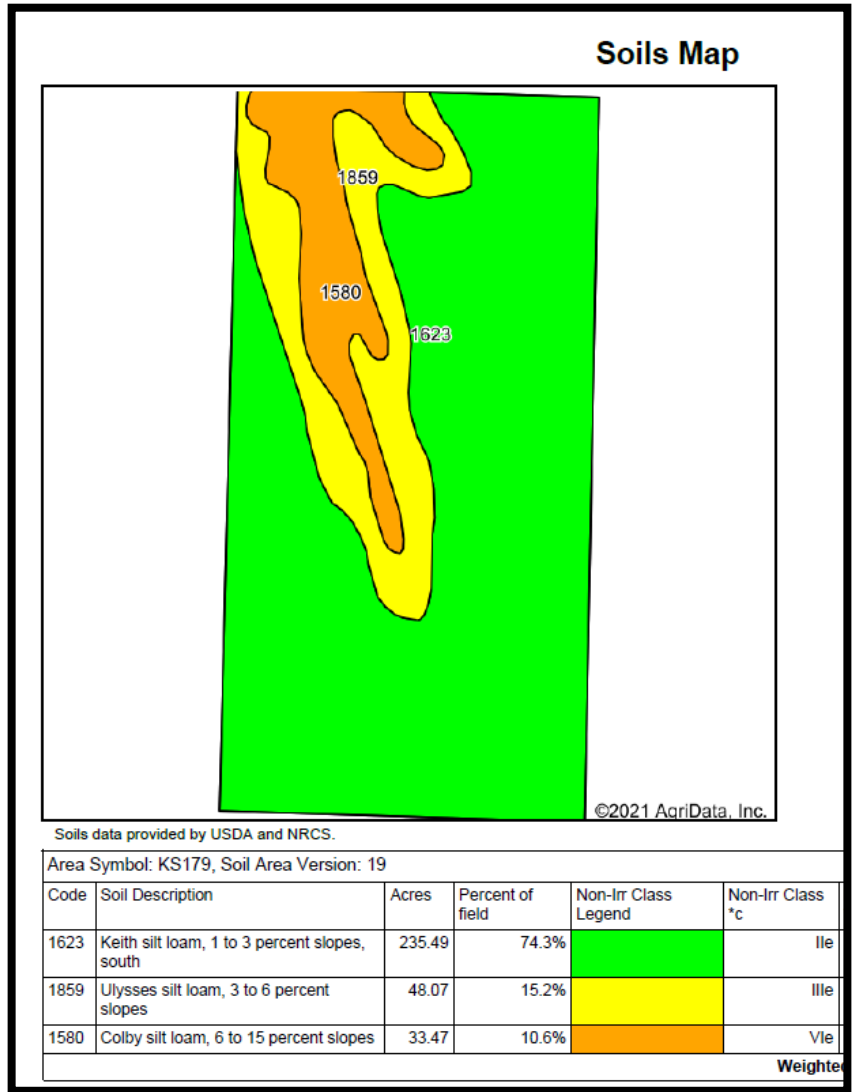 Soils Map
1859
1580
1623
©2021 AgriData, Inc.
Soils data provided by USDA and NRCS.
Area Symbol: KS179, Soil Area Version: 19
Code Soil Description Acres Percent of field Non-Irr Class Legend Non-Irr Class *c
1623 Keith silt loam, 1 to 3 percent slopes, south 235.49 74.3% IIe
1859 Ulysses silt loam, 3 to 6 percent slopes 48.07 15.2% IIIe
1580 Colby silt loam, 6 to 15 percent slopes 33.47 10.6% VIe